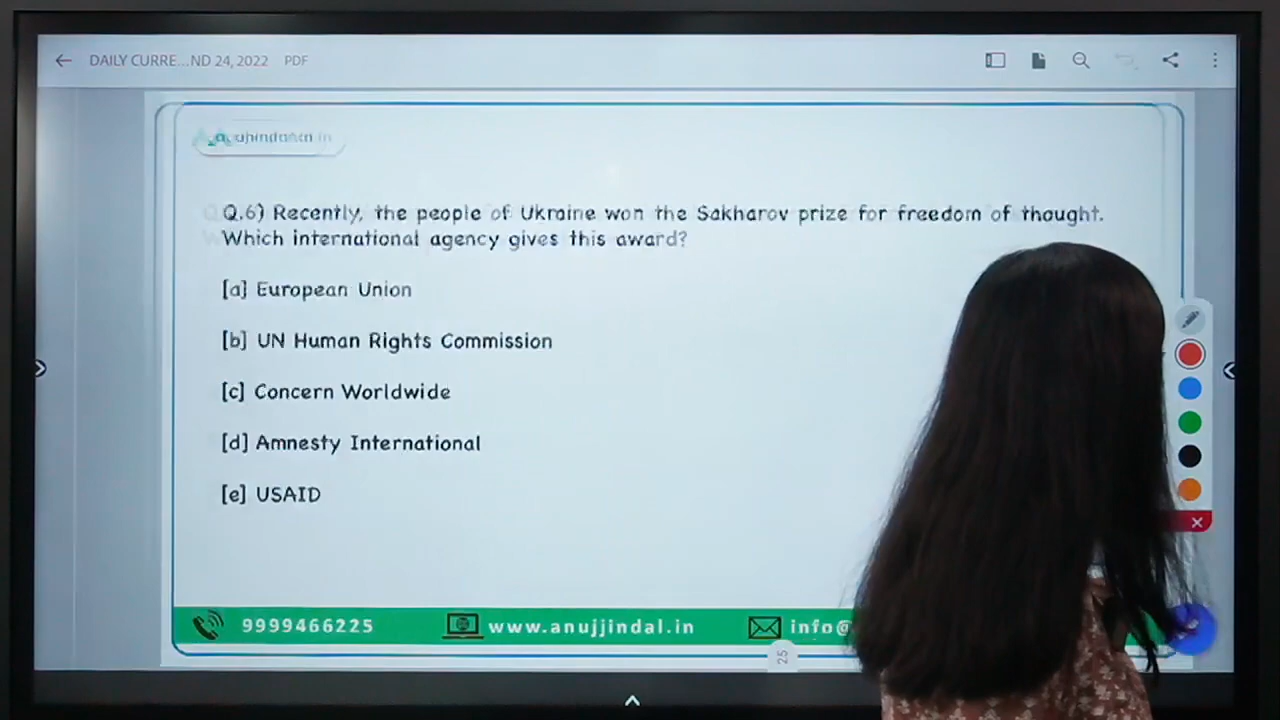 DAILY CURRE...ND 24, 2022 PDF
Q.6) Recently, the people of Ukraine won the Sakharov prize for freedom of thought.
Which international agency gives this award?
[a] European Union
[b] UN Human Rights Commission
[c] Concern Worldwide
[d] Amnesty International
[e] USAID
9999466225 www.anujjindal.in info@
25